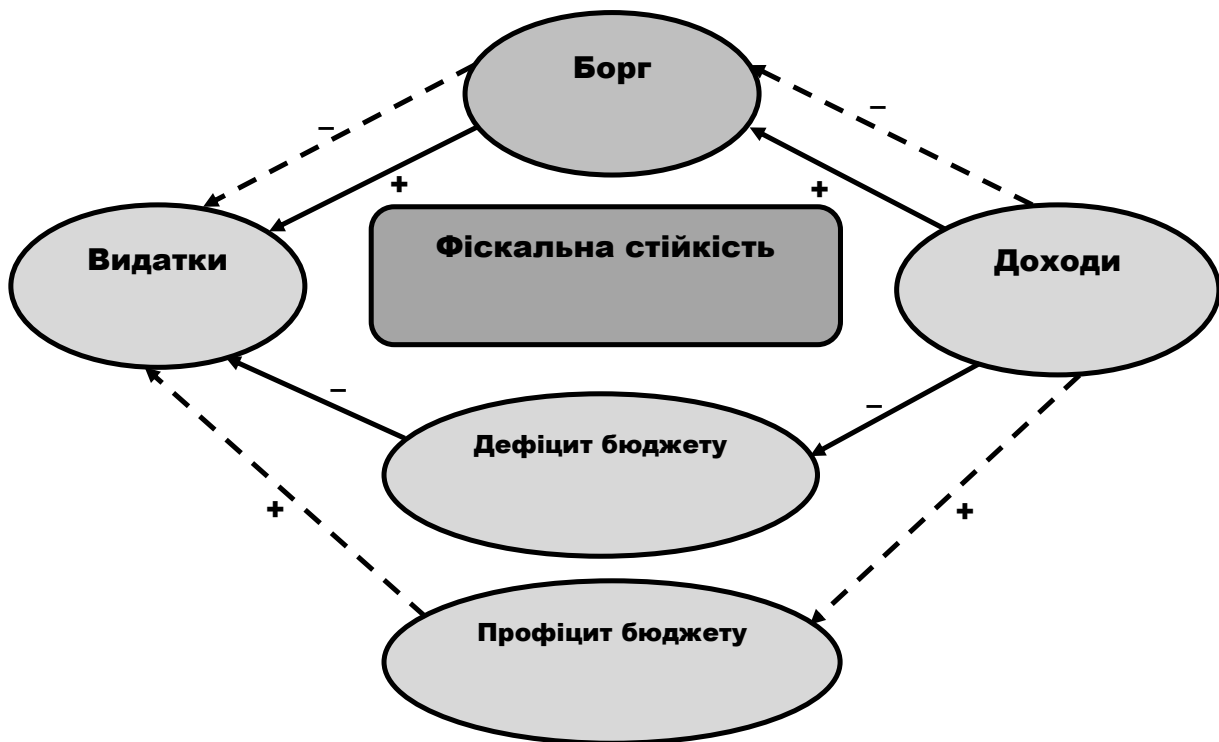 Борг
–
–
+
+
Фіскальна стійкість
Видатки
Доходи
–
–
Дефіцит бюджету
+
+
Профіцит бюджету